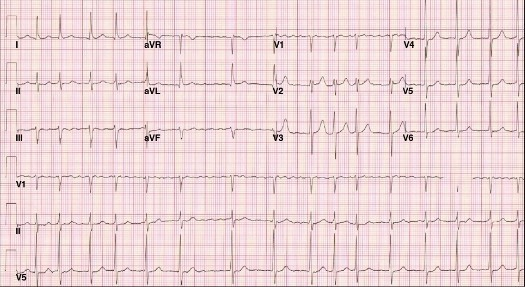 I aVR V1 V4
II aVL V2 V5
III aVF V3 V6
V1
II
V5